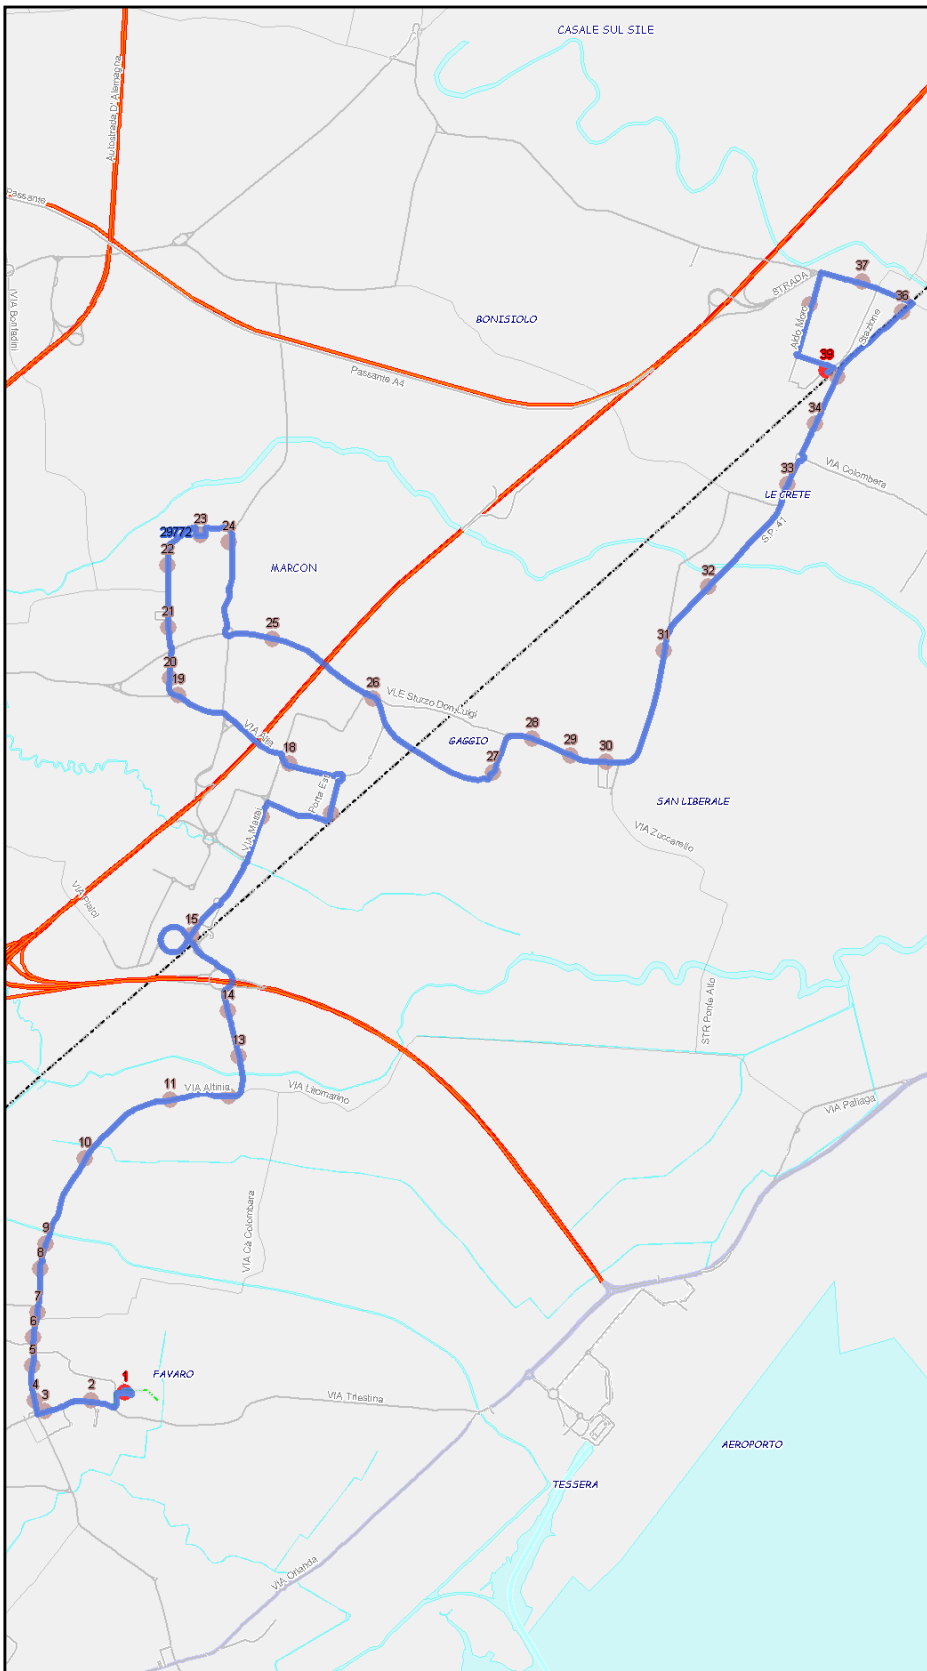 CASALE SUL SILE
Autostrada D' Alemagna
Passante
VIA Bonfadini
STRADA
37
36
BONISIOLO
Aldo Moro
Stazione
39
Passante A4
34
VIA Colombera
33
LE CRETE
S.P. 41
23
24
29772
22
MARCON
32
21
25
31
20
19
26
VLE Sturzo Don Luigi
VIA Alta
28
GAGGIO
29
30
18
27
Porta Est
SAN LIBERALE
VIA Mattei
VIA Zuccarello
VIA Pialoi
15
14
STR Ponte Alto
13
11
VIA Altinia
VIA Litomarino
VIA Pallaga
10
VIA Cà Colombara
9
8
7
6
5
1
FAVARO
4
3
2
VIA Triestina
AEROPORTO
TESSERA
VIA Orlanda